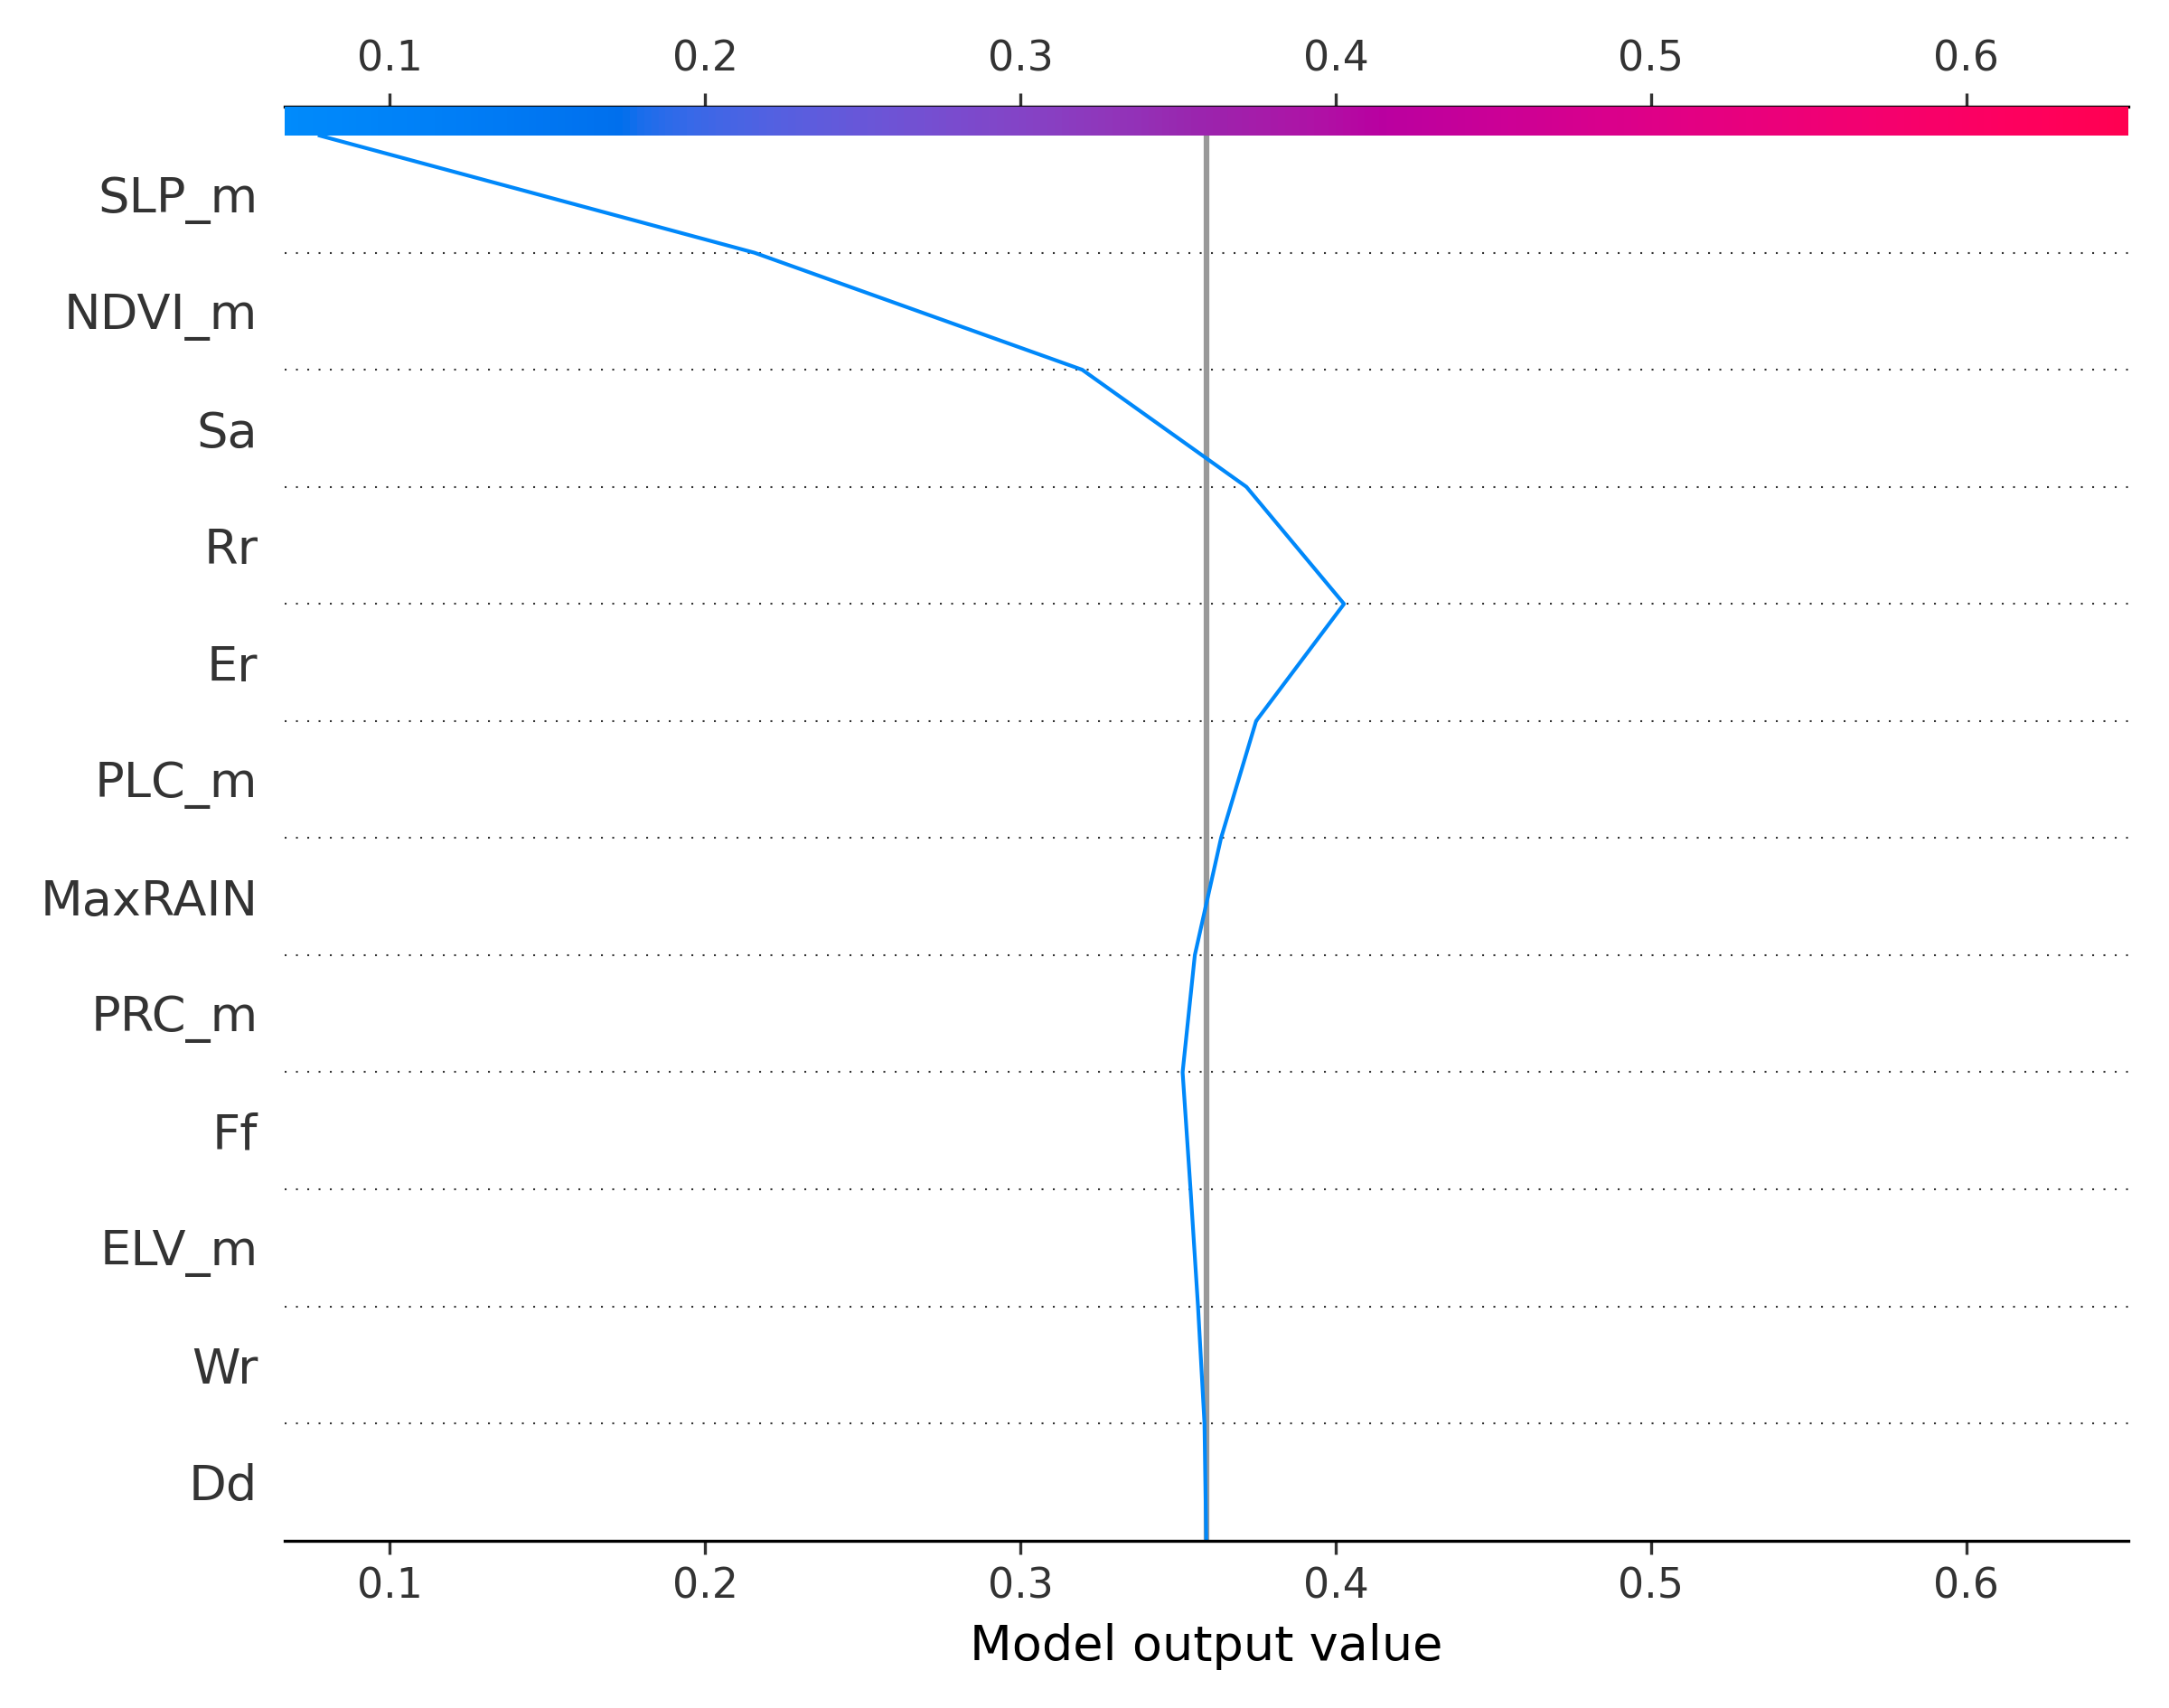 0.1 0.2 0.3 0.4 0.5 0.6
SLP_m
NDVI_m
Sa
Rr
Er
PLC_m
MaxRAIN
PRC_m
Ff
ELV_m
Wr
Dd
0.1 0.2 0.3 0.4 0.5 0.6
Model output value